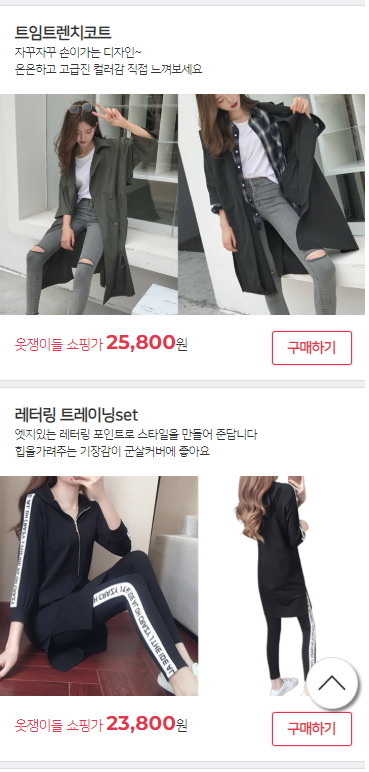 트임트렌치코트
자꾸자꾸 손이가는 디자인~
온온하고 고급진 컬러감 직접 느껴보세요
옷쟁이들 쇼핑가 25,800원
구매하기
레터링 트레이닝set
엣지있는 레터링 포인트로 스타일을 만들어 준답니다
힙을가려주는 기장감이 군살커버에 좋아요
옷쟁이들 쇼핑가 23,800원
구매하기